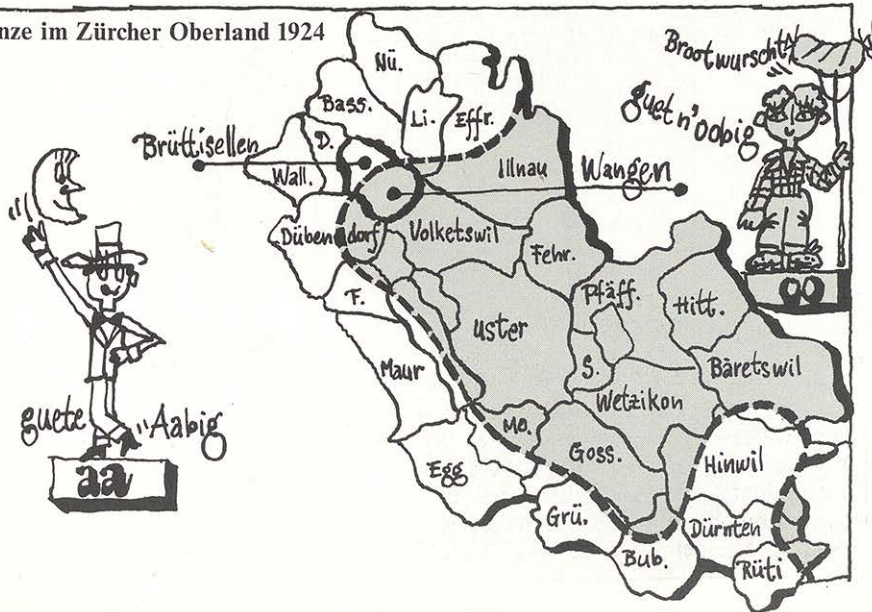 nze im Zürcher Oberland 1924
Nü.
Bass.
Li.
Effr.
Brootwurscht
guet n'oobig
Brüttisellen
D.
Wall.
Illnau
Wangen
Dübendorf
Volketswil
Fehr.
F.
Pfäff.
Hitt.
oo
Uster
Maur
S.
Bäretswil
Wetzikon
guete Aabig
Mö.
Goss.
Egg
Hinwil
aa
Grü.
Dürnten
Bub.
Rüti